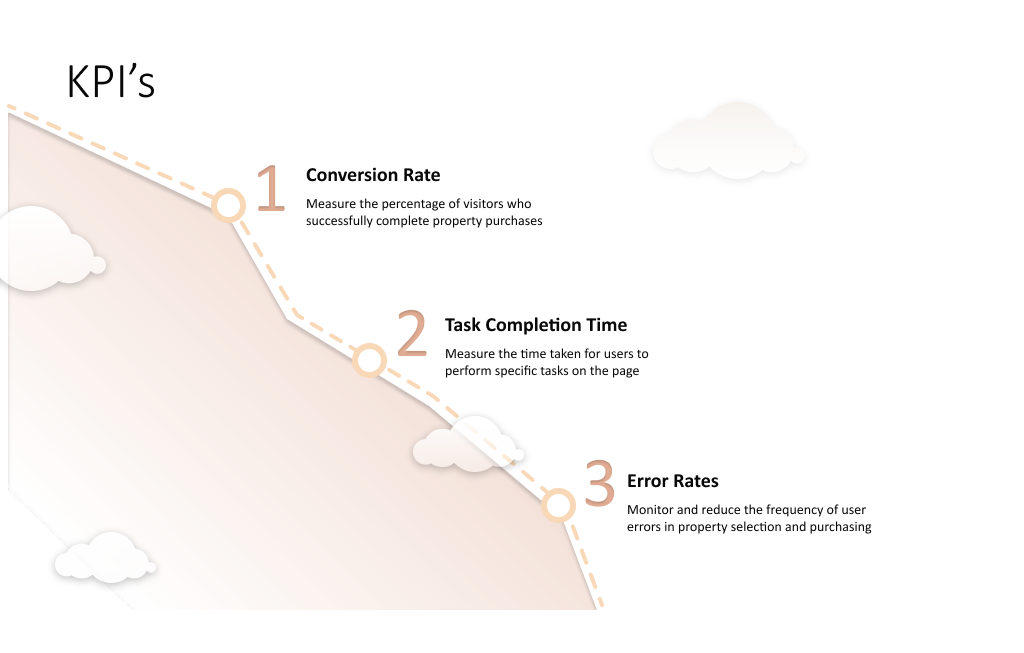 KPI’s
1
Conversion Rate
Measure the percentage of visitors who
successfully complete property purchases
2
Task Completion Time
Measure the time taken for users to
perform specific tasks on the page
3
Error Rates
Monitor and reduce the frequency of user
errors in property selection and purchasing